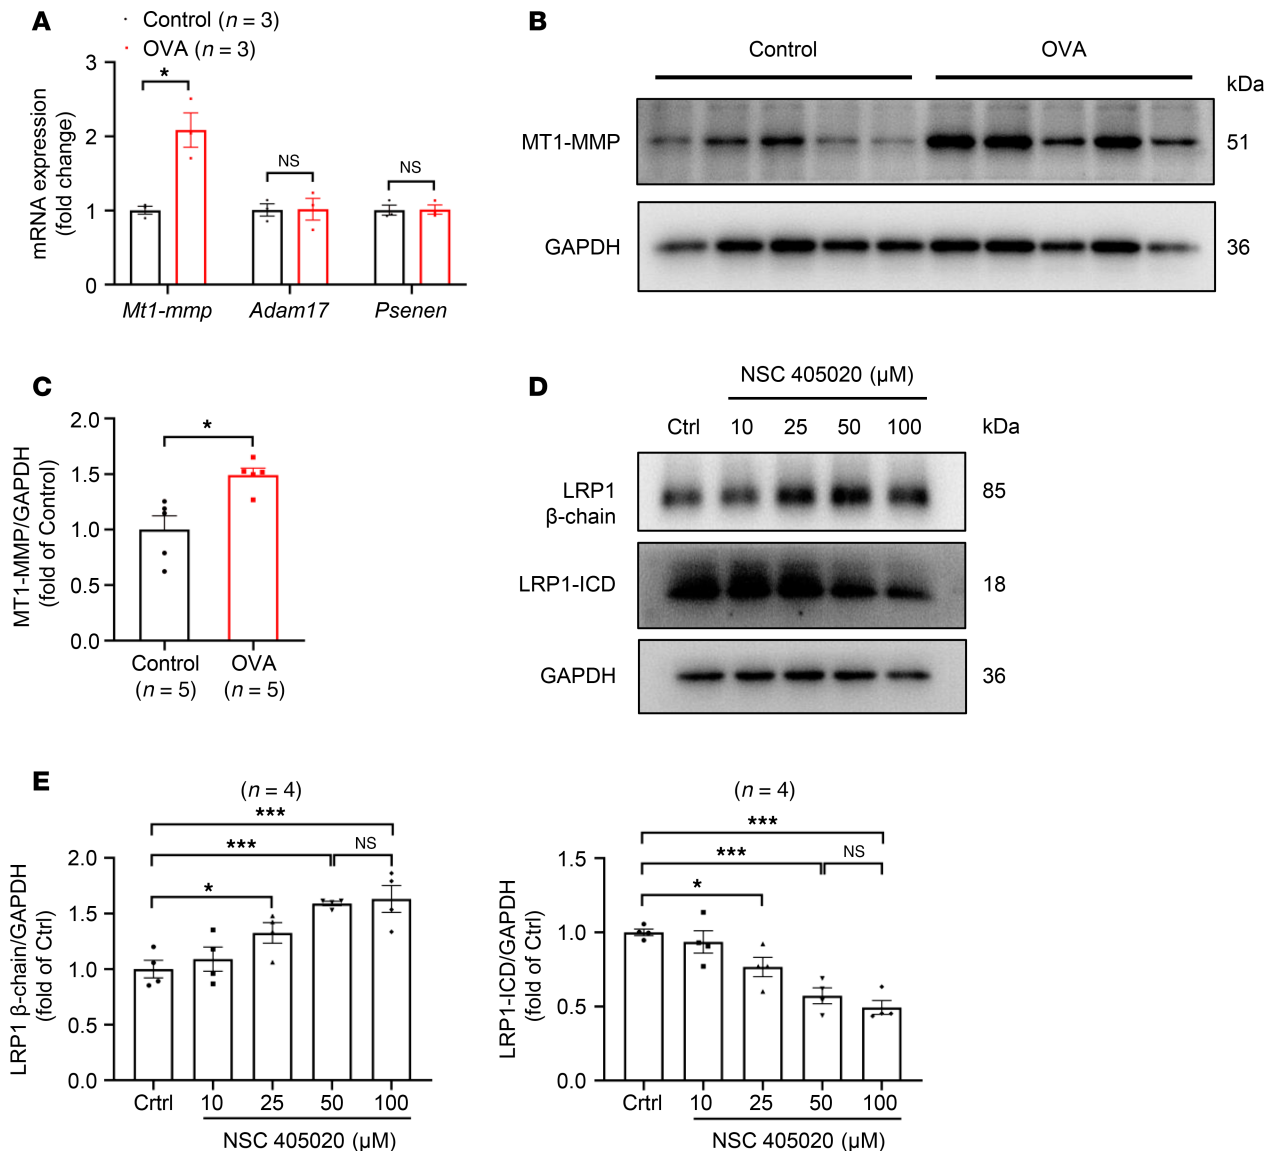 A
Control (n = 3)
OVA (n = 3)
mRNA expression
(fold change)
3
2
1
0
*
NS
NS
Mt1-mmp
Adam17
Psenen
B
Control
OVA
kDa
MT1-MMP
51
GAPDH
36
C
MT1-MMP/GAPDH
(fold of Control)
2.0
1.5
1.0
0.5
0.0
*
Control
(n = 5)
OVA
(n = 5)
D
NSC 405020 (µM)
Ctrl 10 25 50 100 kDa
LRP1
β-chain
85
LRP1-ICD
18
GAPDH
36
E
(n = 4)
***
***
NS
*
LRP1 β-chain/GAPDH
(fold of Ctrl)
2.0
1.5
1.0
0.5
0.0
Crtrl 10 25 50 100
NSC 405020 (µM)
(n = 4)
***
***
NS
*
LRP1-ICD/GAPDH
(fold of Ctrl)
1.5
1.0
0.5
0.0
Crtrl 10 25 50 100
NSC 405020 (µM)